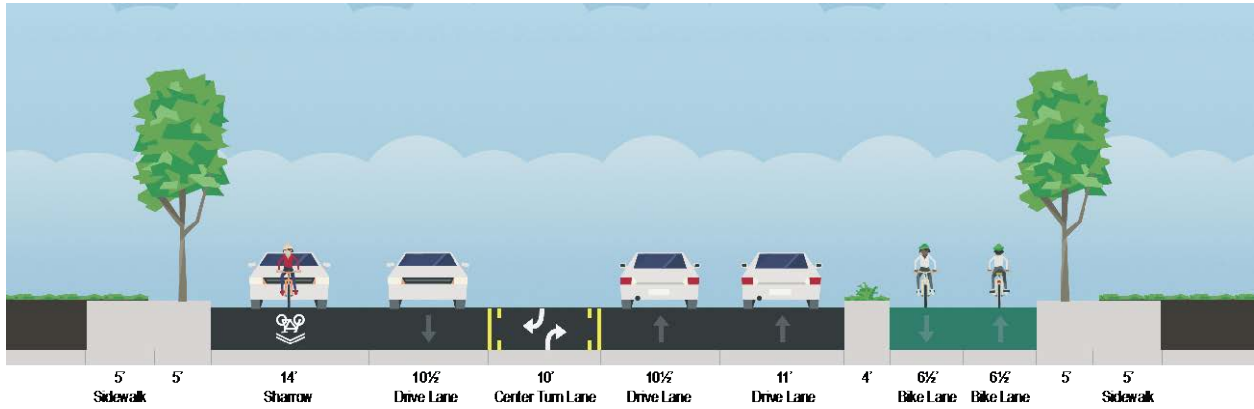 5' 5' 14' 10½' 10' 10½' 11' 4' 6½' 6½' 5' 5'
Sidewalk Sharrow Drive Lane Center Turn Lane Drive Lane Drive Lane Bike Lane Bike Lane Sidewalk